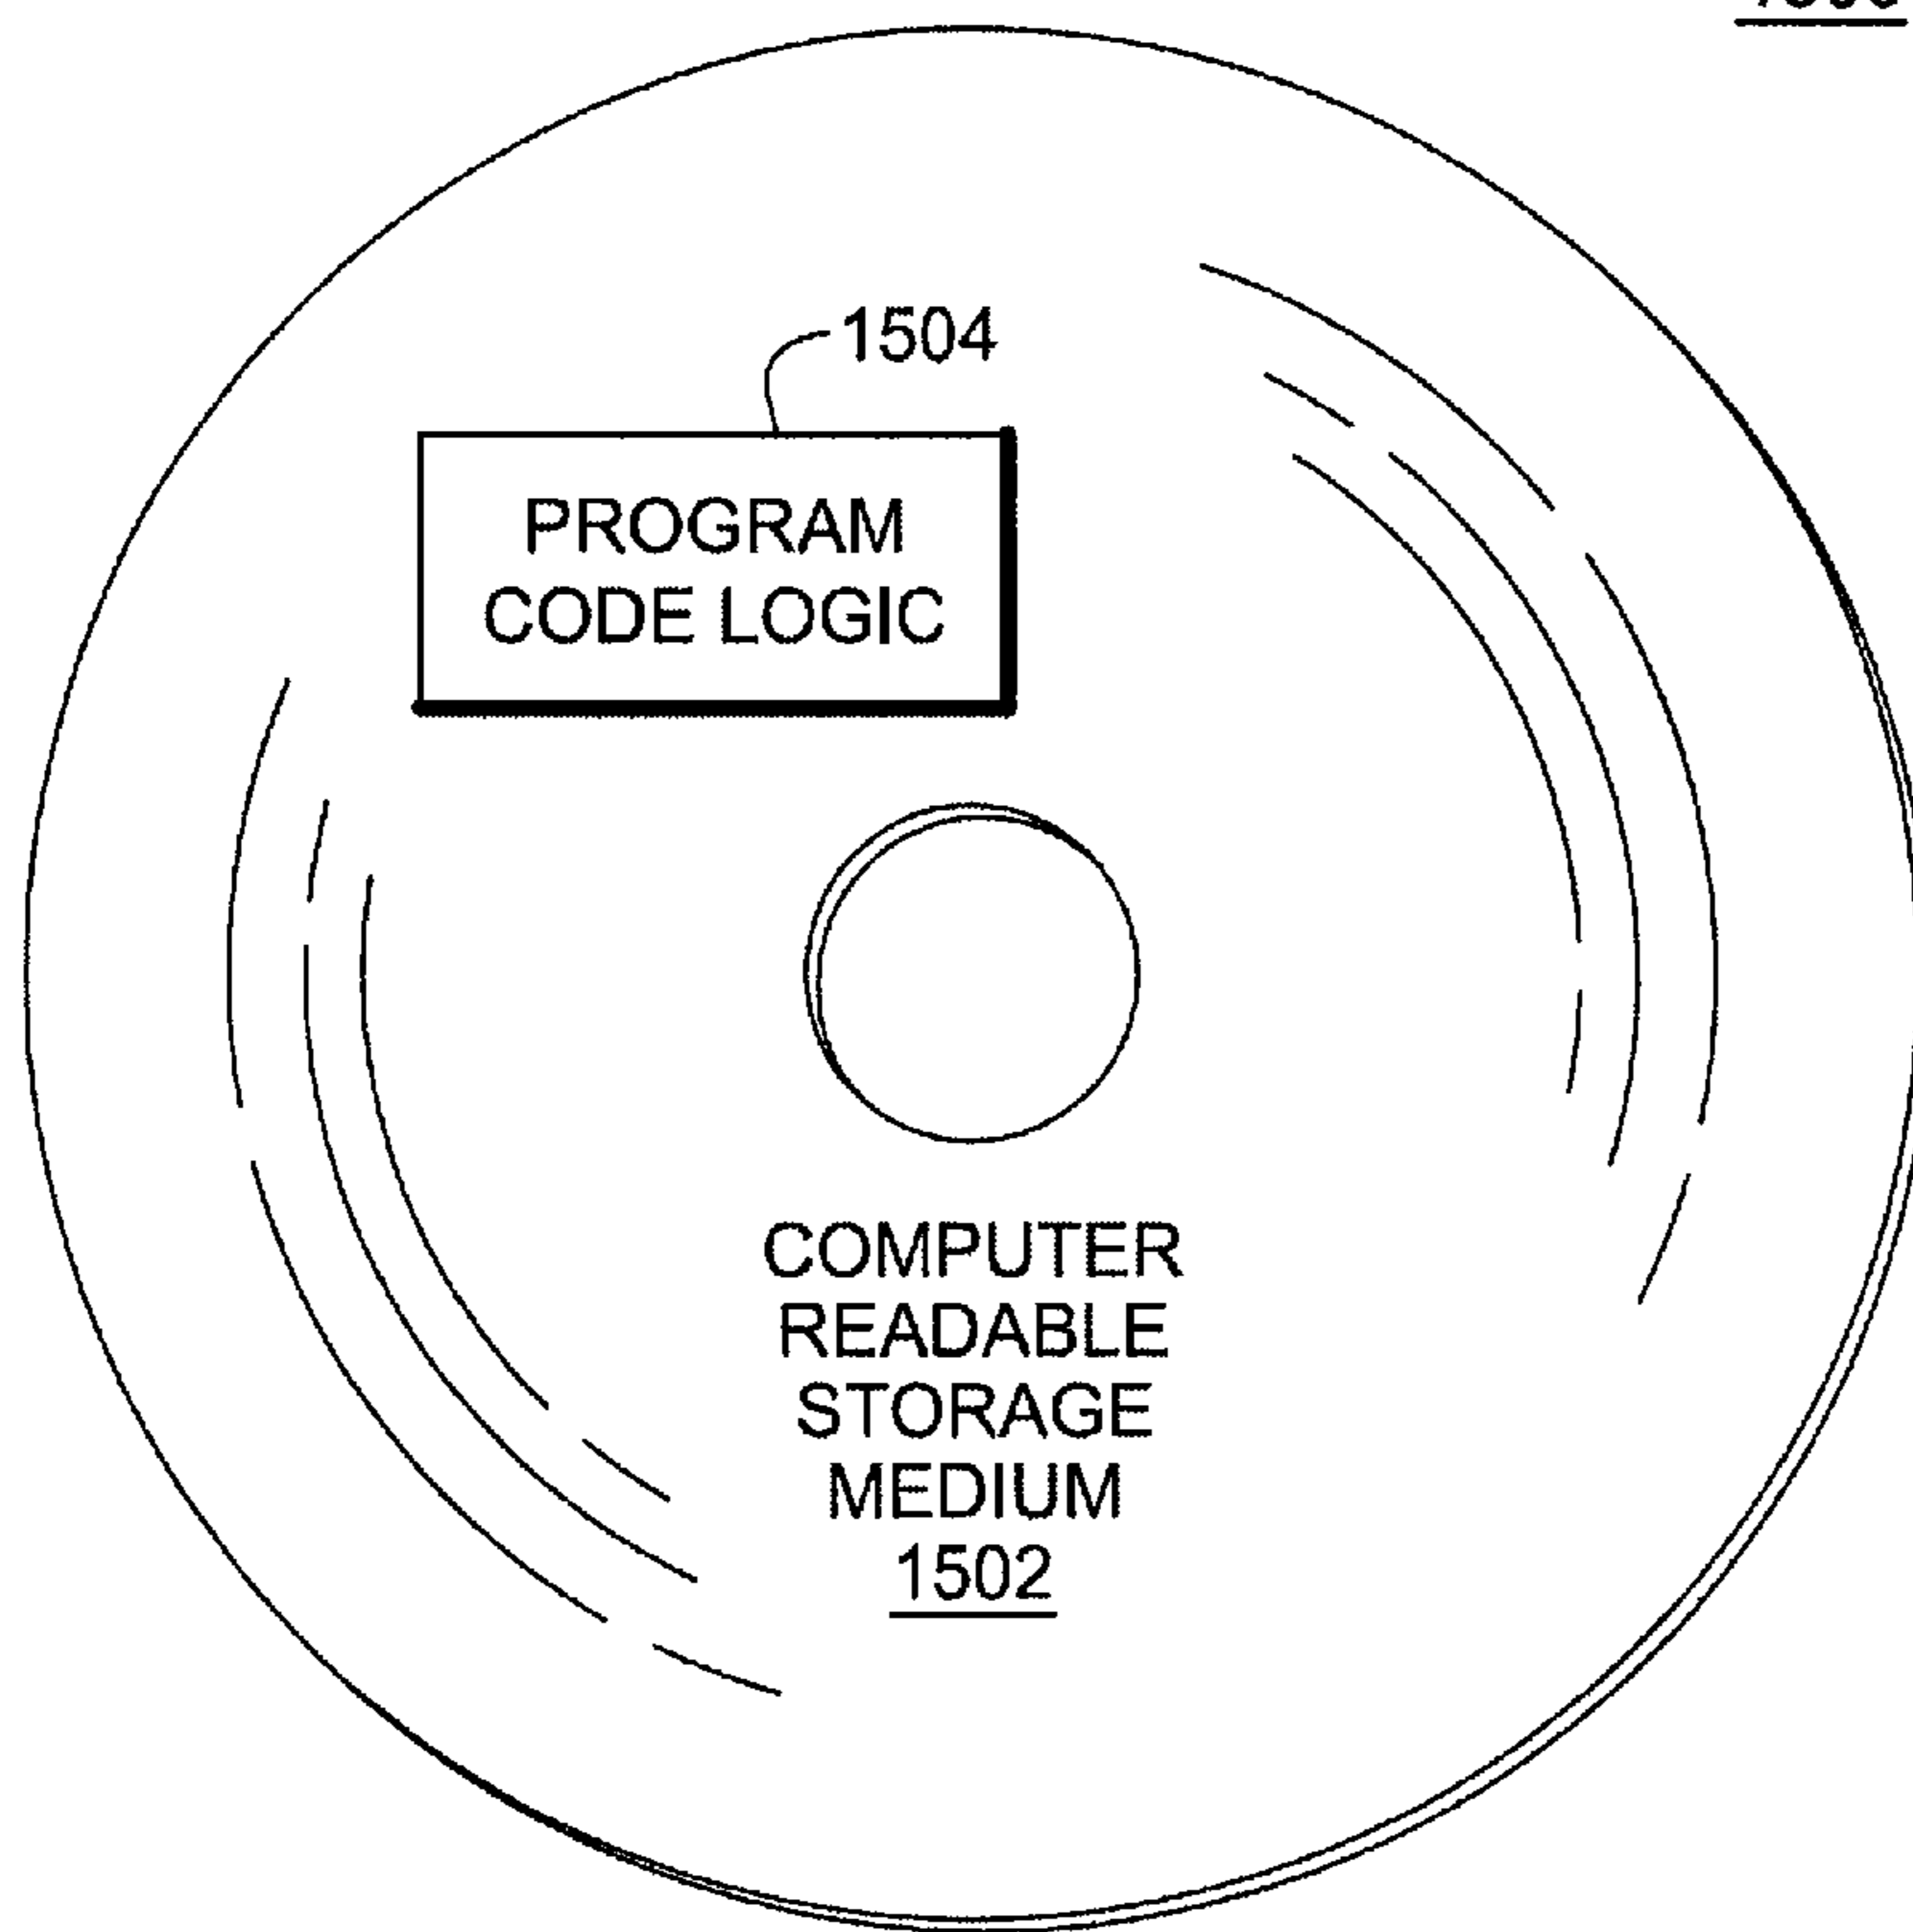 1504
PROGRAM
CODE LOGIC
COMPUTER
READABLE
STORAGE
MEDIUM
1502